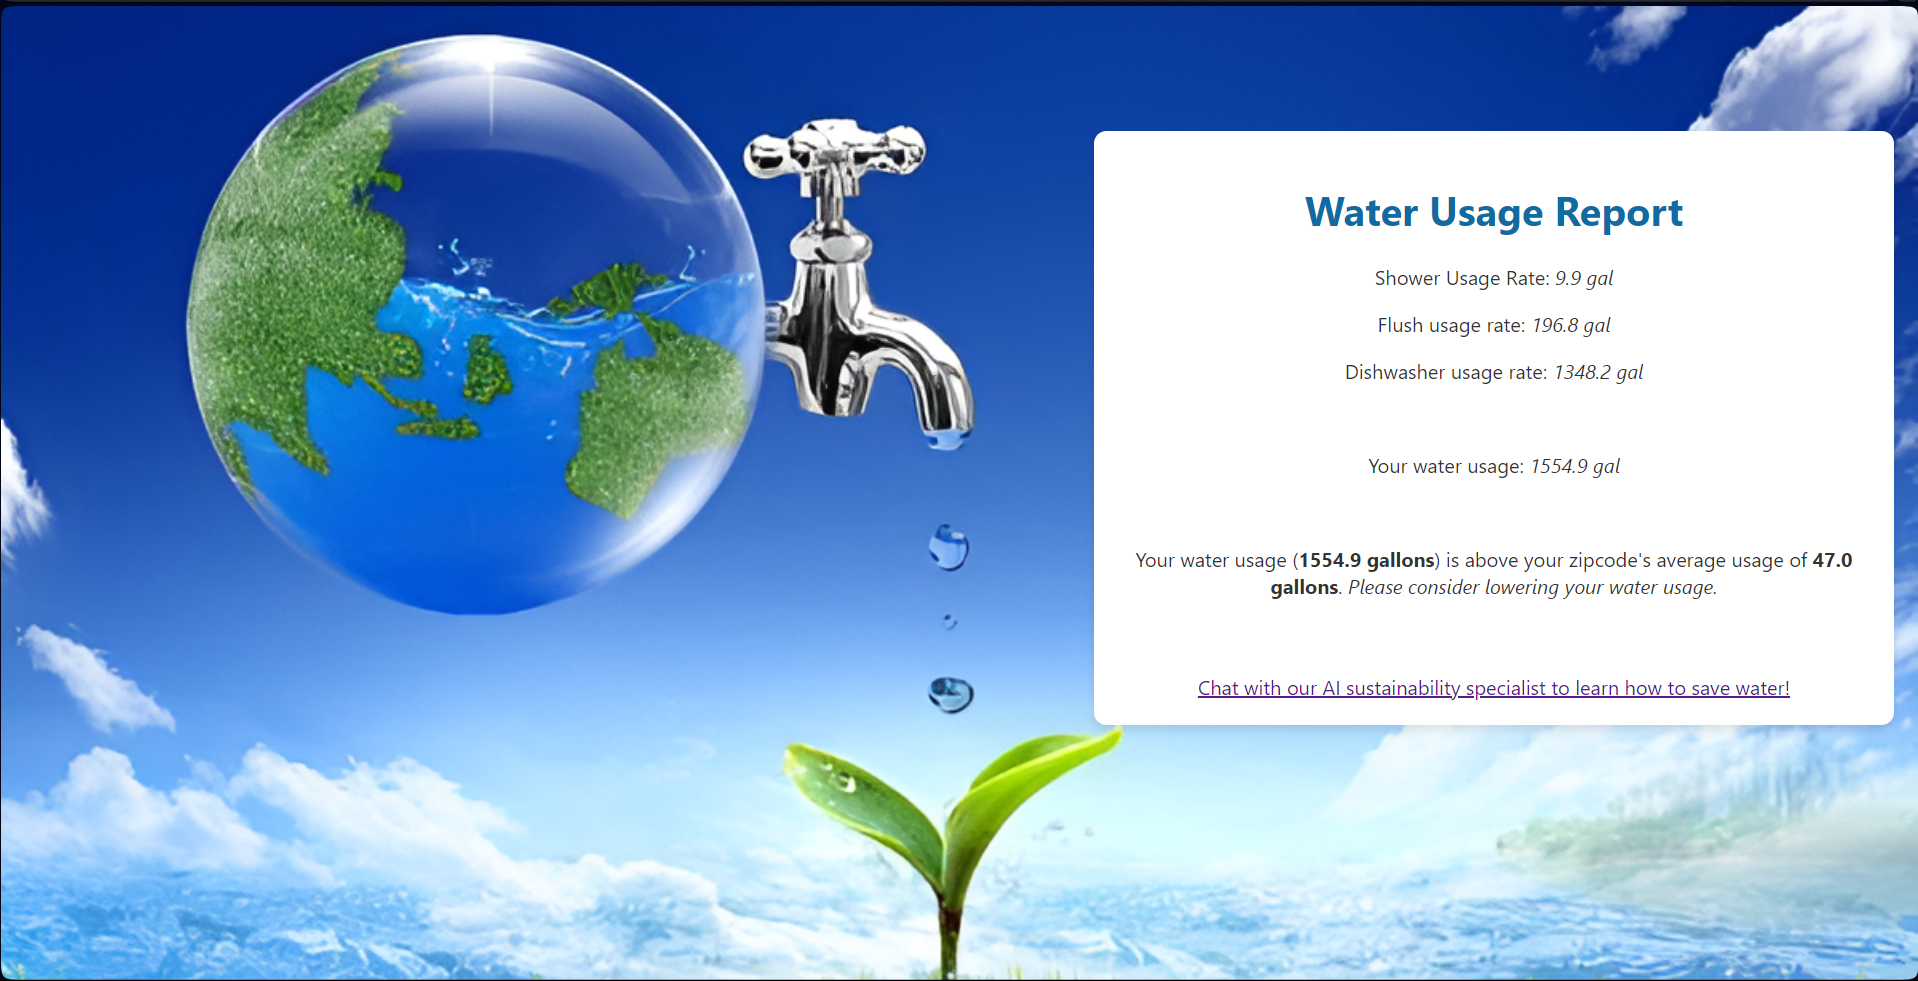 Water Usage Report
Shower Usage Rate: 9.9 gal
Flush usage rate: 196.8 gal
Dishwasher usage rate: 1348.2 gal
Your water usage: 1554.9 gal
Your water usage (1554.9 gallons) is above your zipcode's average usage of 47.0
gallons. Please consider lowering your water usage.
Chat with our AI sustainability specialist to learn how to save water!